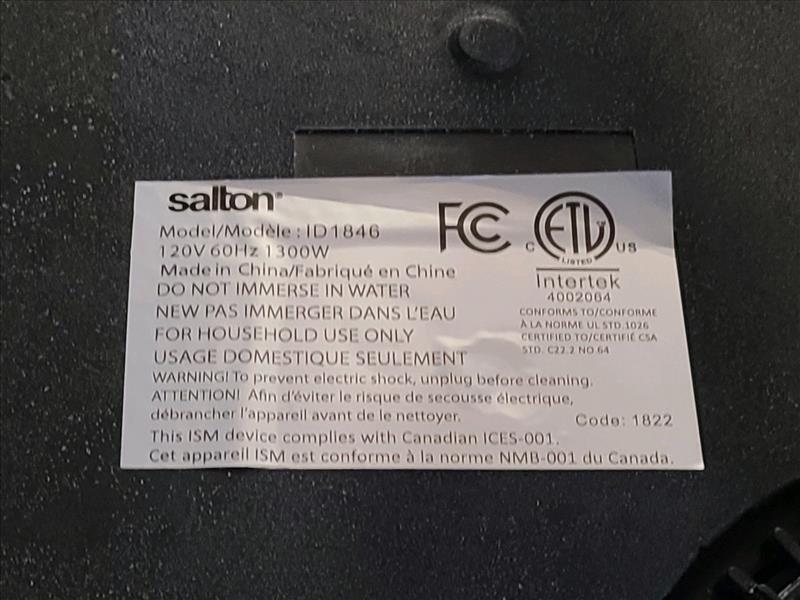 salton®
Model/Modèle : ID1846
120V 60Hz 1300W
Made in China/Fabriqué en Chine
DO NOT IMMERSE IN WATER
NEW PAS IMMERGER DANS L'EAU
FOR HOUSEHOLD USE ONLY
USAGE DOMESTIQUE SEULEMENT
FCC
C ETL US
LISTED
Intertek
4002064
CONFORMS TO/CONFORME
À LA NORME UL STD.1026
CERTIFIED TO/CERTIFIÉ CSA
STD. C22.2 NO.64
WARNING! To prevent electric shock, unplug before cleaning.
ATTENTION! Afin d'éviter le risque de secousse électrique,
débrancher l'appareil avant de le nettoyer.
Code: 1822
This ISM device complies with Canadian ICES-001.
Cet appareil ISM est conforme à la norme NMB-001 du Canada.